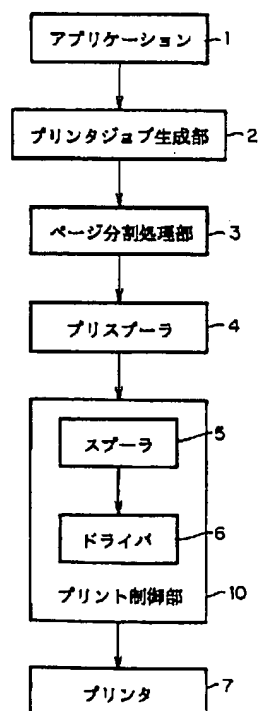 アプリケーション 1
プリンタジョブ生成部 2
ページ分割処理部 3
プリスプーラ 4
スプーラ 5
ドライバ 6
プリント制御部 10
プリンタ 7